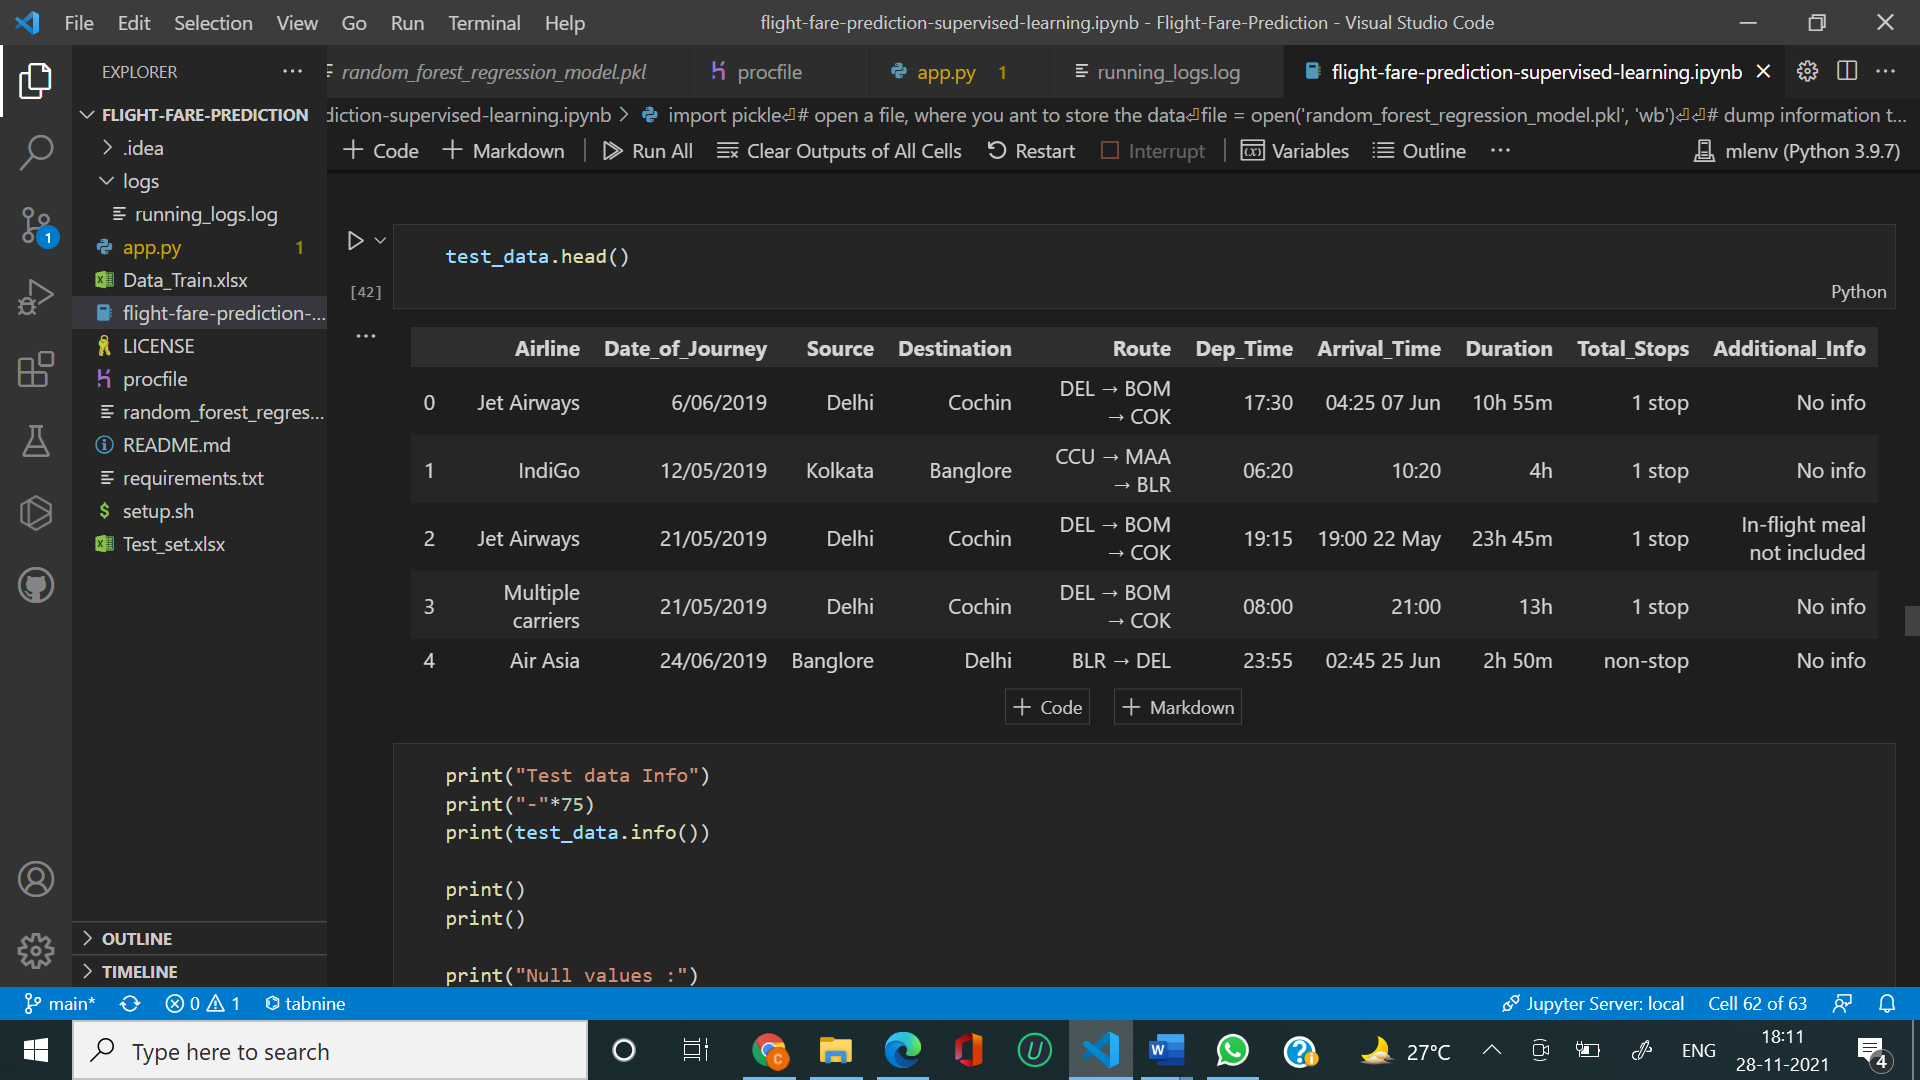 File Edit Selection View Go Run Terminal Help
flight-fare-prediction-supervised-learning.ipynb - Flight-Fare-Prediction - Visual Studio Code
EXPLORER
random_forest_regression_model.pkl
procfile
app.py 1
running_logs.log
flight-fare-prediction-supervised-learning.ipynb
FLIGHT-FARE-PREDICTION
diction-supervised-learning.ipynb > import pickle⏎# open a file, where you ant to store the data⏎file = open('random_forest_regression_model.pkl', 'wb')⏎⏎# dump information t...
+ Code + Markdown Run All Clear Outputs of All Cells Restart Interrupt Variables Outline ... mlenv (Python 3.9.7)
.idea
logs
running_logs.log
app.py 1
Data_Train.xlsx
flight-fare-prediction-...
LICENSE
procfile
random_forest_regres...
README.md
requirements.txt
setup.sh
Test_set.xlsx
OUTLINE
TIMELINE
1
test_data.head()
[42]
Python
Airline Date_of_Journey Source Destination Route Dep_Time Arrival_Time Duration Total_Stops Additional_Info
0 Jet Airways 6/06/2019 Delhi Cochin DEL → BOM → COK 17:30 04:25 07 Jun 10h 55m 1 stop No info
1 IndiGo 12/05/2019 Kolkata Banglore CCU → MAA → BLR 06:20 10:20 4h 1 stop No info
2 Jet Airways 21/05/2019 Delhi Cochin DEL → BOM → COK 19:15 19:00 22 May 23h 45m 1 stop In-flight meal not included
3 Multiple carriers 21/05/2019 Delhi Cochin DEL → BOM → COK 08:00 21:00 13h 1 stop No info
4 Air Asia 24/06/2019 Banglore Delhi BLR → DEL 23:55 02:45 25 Jun 2h 50m non-stop No info
+ Code + Markdown
print("Test data Info")
print("-"*75)
print(test_data.info())
print()
print()
print("Null values :")
main* 0 1 tabnine
Jupyter Server: local Cell 62 of 63
Type here to search
27°C
ENG
18:11
28-11-2021
4